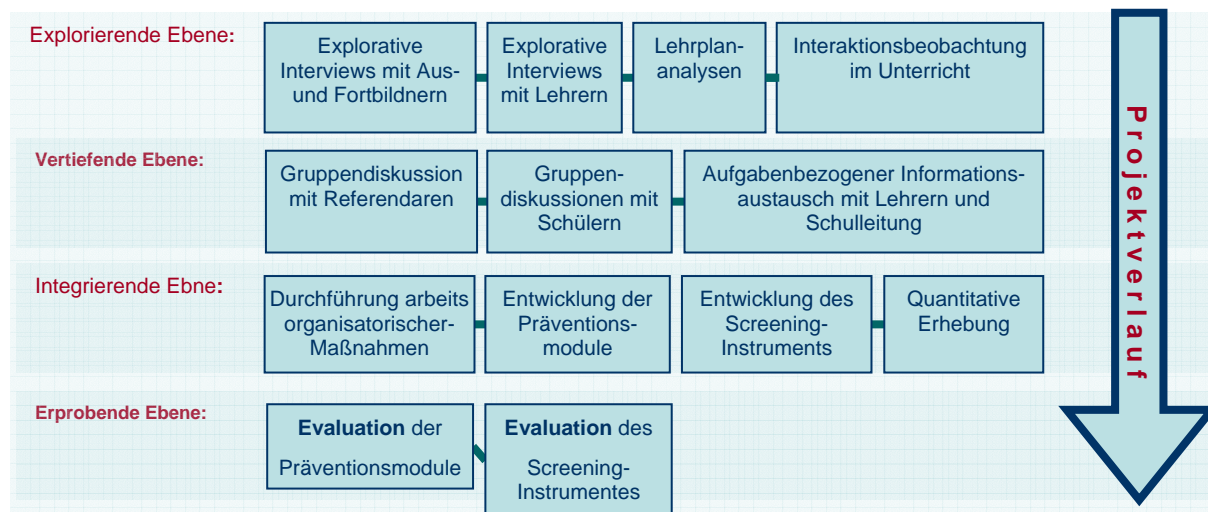 Explorierende Ebene:
Explorative
Interviews mit Aus-
und Fortbildnern
Explorative
Interviews
mit Lehrern
Lehrplan-
analysen
Interaktionsbeobachtung
im Unterricht
Vertiefende Ebene:
Gruppendiskussion
mit Referendaren
Gruppen-
diskussionen mit
Schülern
Aufgabenbezogener Informations-
austausch mit Lehrern und
Schulleitung
Integrierende Ebne:
Durchführung arbeits
organisatorischer-
Maßnahmen
Entwicklung der
Präventions-
module
Entwicklung des
Screening-
Instruments
Quantitative
Erhebung
Erprobende Ebene:
Evaluation der
Präventionsmodule
Evaluation des
Screening-
Instrumentes
Projektverlauf